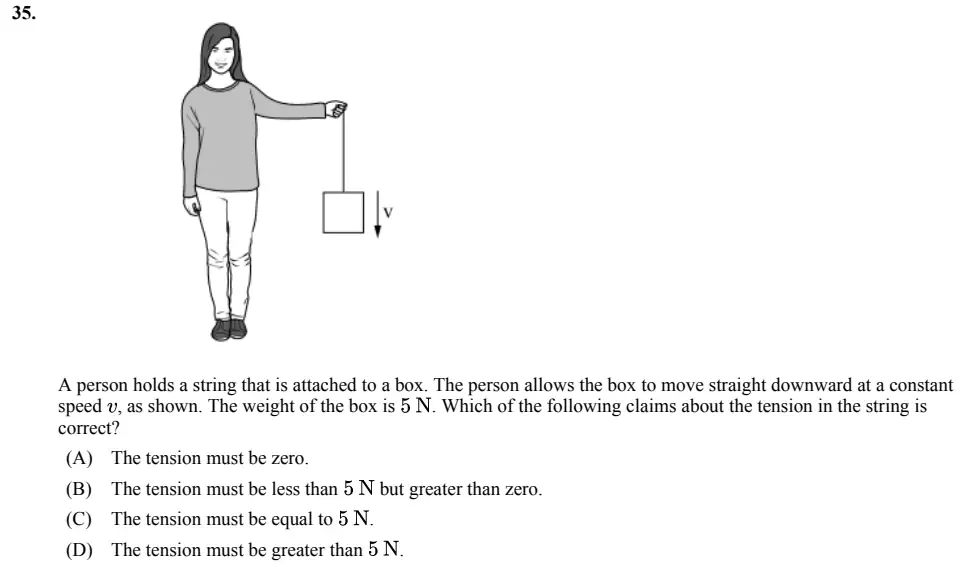 35.
v
A person holds a string that is attached to a box. The person allows the box to move straight downward at a constant
speed v, as shown. The weight of the box is 5 N. Which of the following claims about the tension in the string is
correct?
(A) The tension must be zero.
(B) The tension must be less than 5 N but greater than zero.
(C) The tension must be equal to 5 N.
(D) The tension must be greater than 5 N.